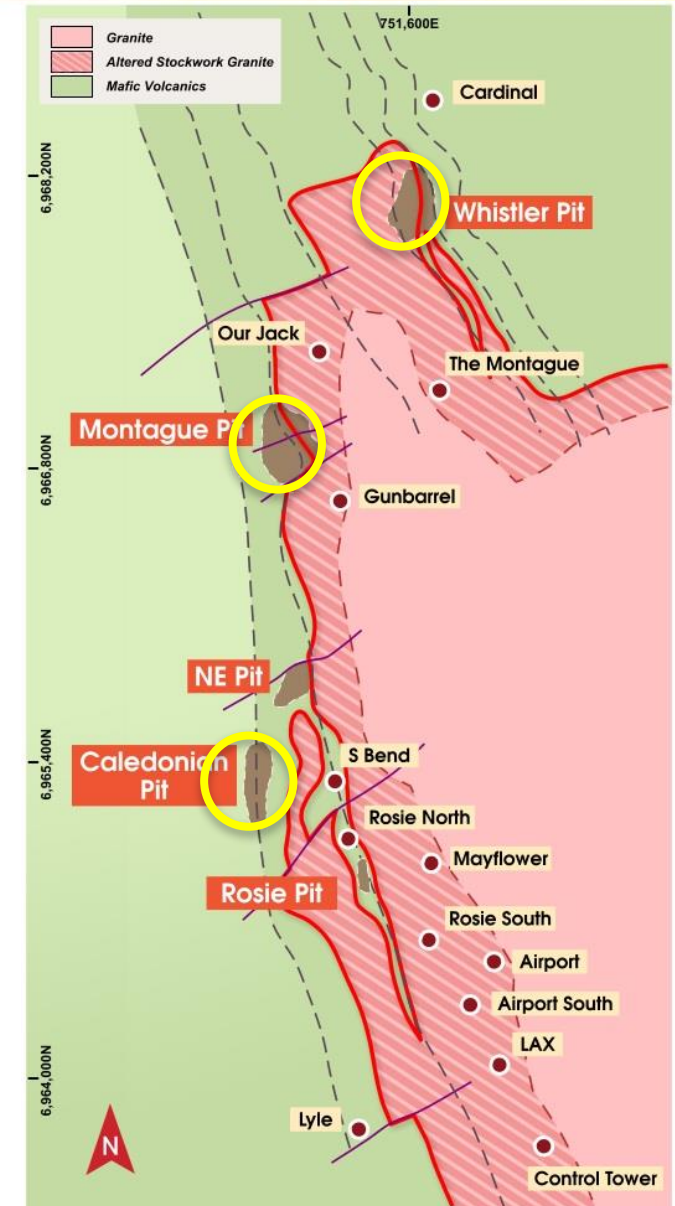 751,600E
Granite
Altered Stockwork Granite
Mafic Volcanics
Cardinal
6,968,200N
Whistler Pit
Our Jack
The Montague
Montague Pit
6,966,800N
Gunbarrel
NE Pit
6,965,400N
Caledonian
Pit
S Bend
Rosie North
Mayflower
Rosie Pit
Rosie South
Airport
Airport South
LAX
6,964,000N
Lyle
N
Control Tower